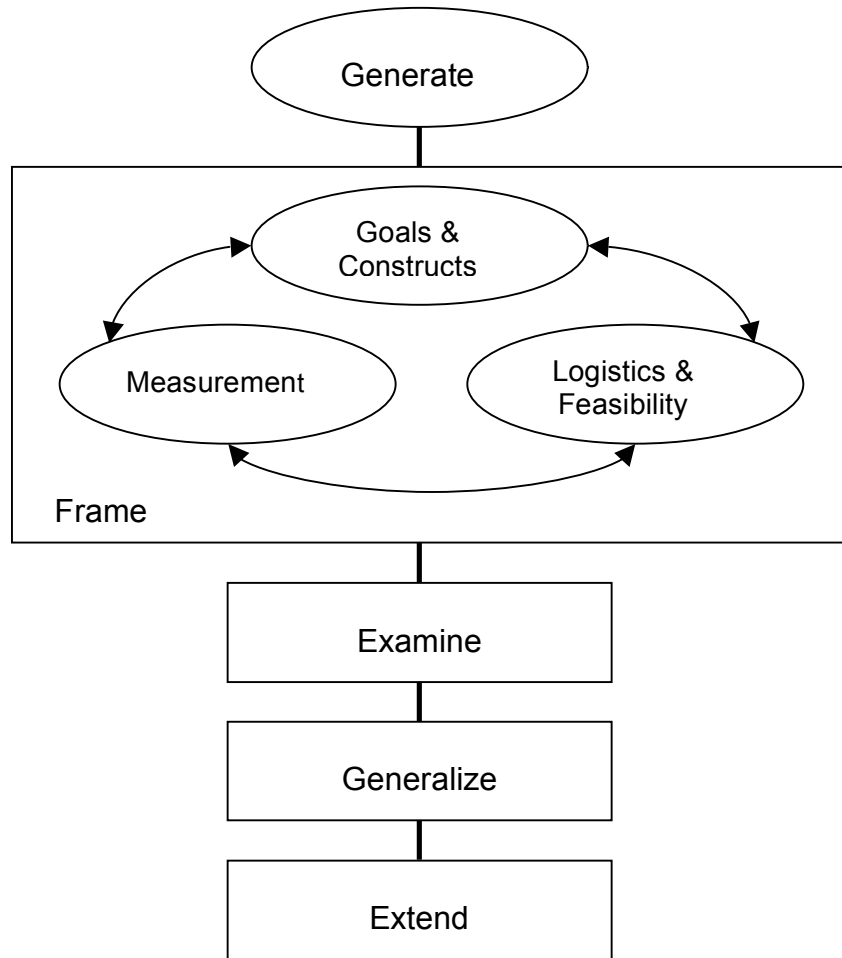 Generate
Goals &
Constructs
Measurement
Logistics &
Feasibility
Frame
Examine
Generalize
Extend